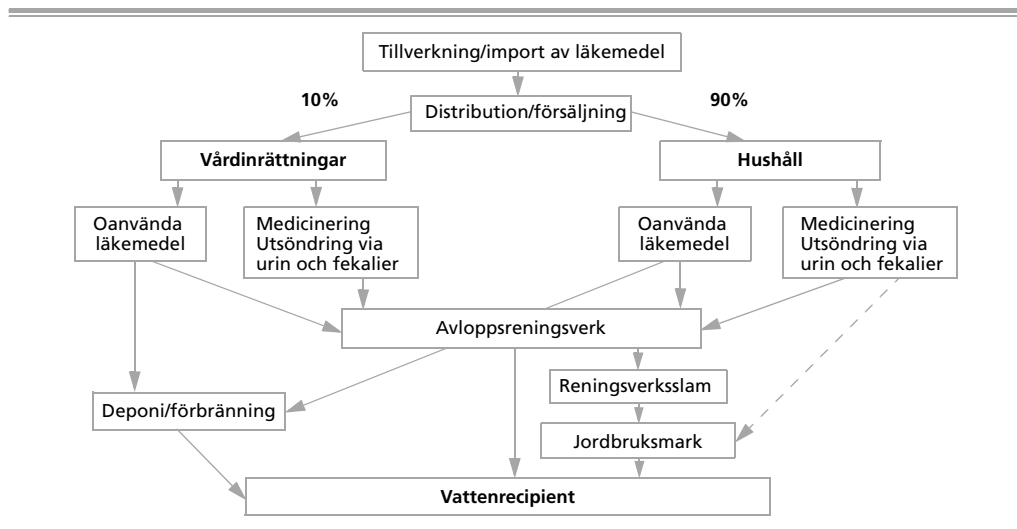 Tillverkning/import av läkemedel
10%
90%
Distribution/försäljning
Vårdinrättningar
Hushåll
Oanvända
läkemedel
Medicinering
Utsöndring via
urin och fekalier
Oanvända
läkemedel
Medicinering
Utsöndring via
urin och fekalier
Avloppsreningsverk
Reningsverksslam
Deponi/förbränning
Jordbruksmark
Vattenrecipient